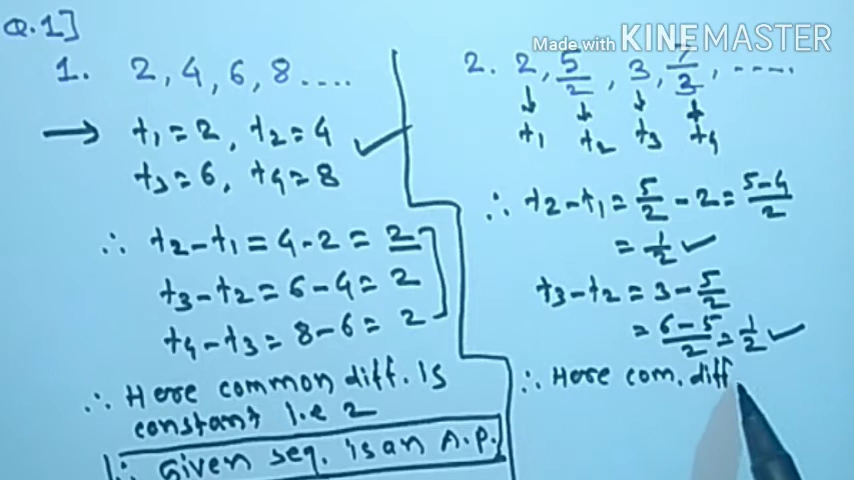 Made with KINEMASTER
Q.1]
1. 2, 4, 6, 8 ....
→ t₁ = 2, t₂ = 4 ✓
t₃ = 6, t₄ = 8
∴ t₂ - t₁ = 4 - 2 = 2
t₃ - t₂ = 6 - 4 = 2
t₄ - t₃ = 8 - 6 = 2
∴ Here common diff. is
constant i.e 2
∴ Given seq. is an A.P.
2. 2, 5/2, 3, 7/3, .....
↓ ↓ ↓ ↓
t₁ t₂ t₃ t₄
∴ t₂ - t₁ = 5/2 - 2 = 5-4/2
= 1/2 ✓
t₃ - t₂ = 3 - 5/2
= 6-5/2 = 1/2 ✓
∴ Here com. diff